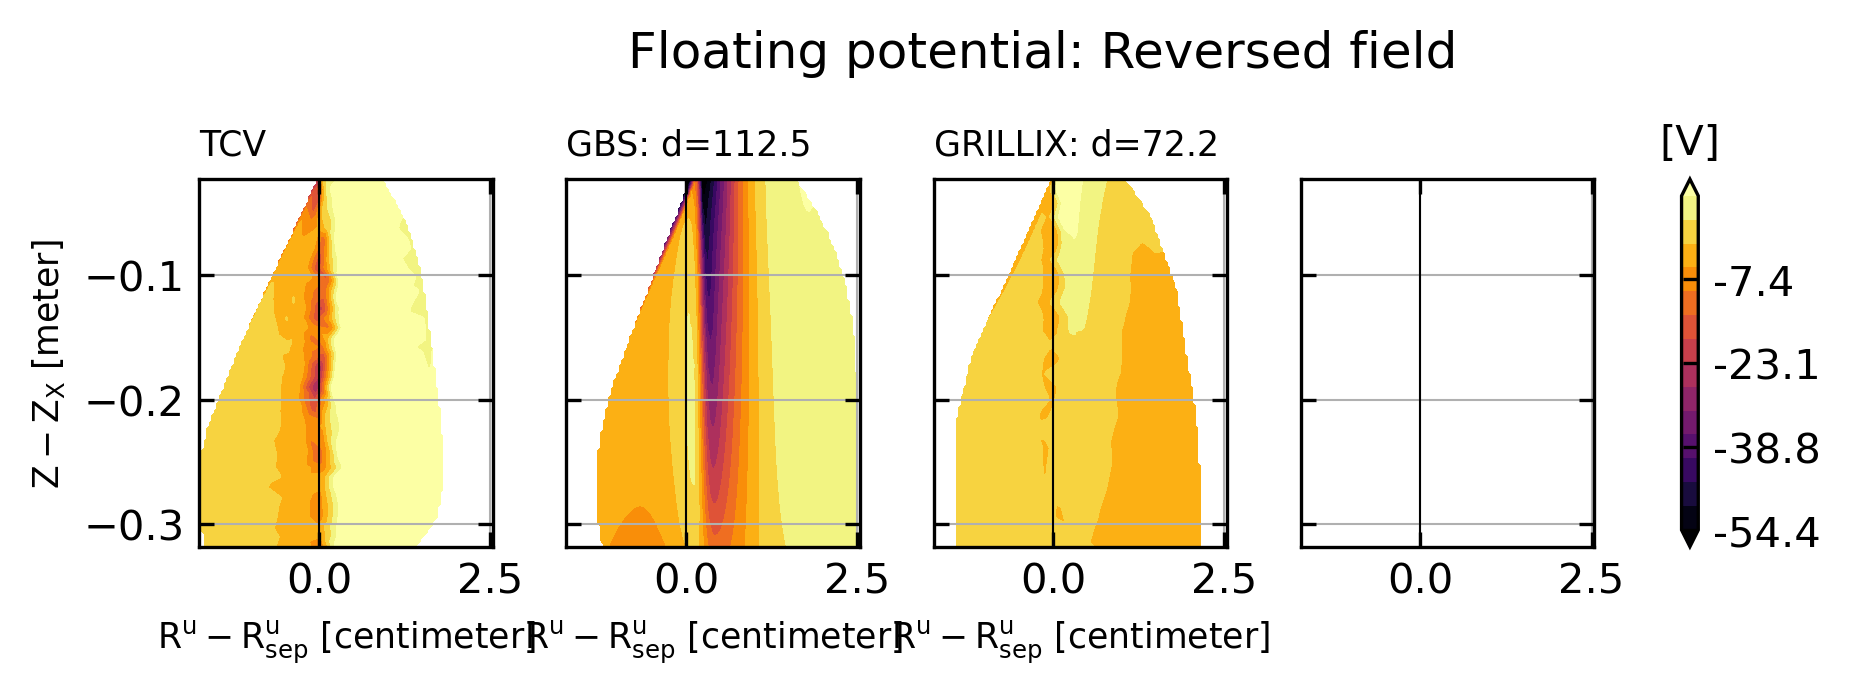 Floating potential: Reversed field
TCV
GBS: d=112.5
GRILLIX: d=72.2
[V]
Z − Z_X [meter]
−0.1
−0.2
−0.3
0.0 2.5
0.0 2.5
0.0 2.5
0.0 2.5
R^u − R^u_sep [centimeter]
R^u − R^u_sep [centimeter]
R^u − R^u_sep [centimeter]
-7.4
-23.1
-38.8
-54.4